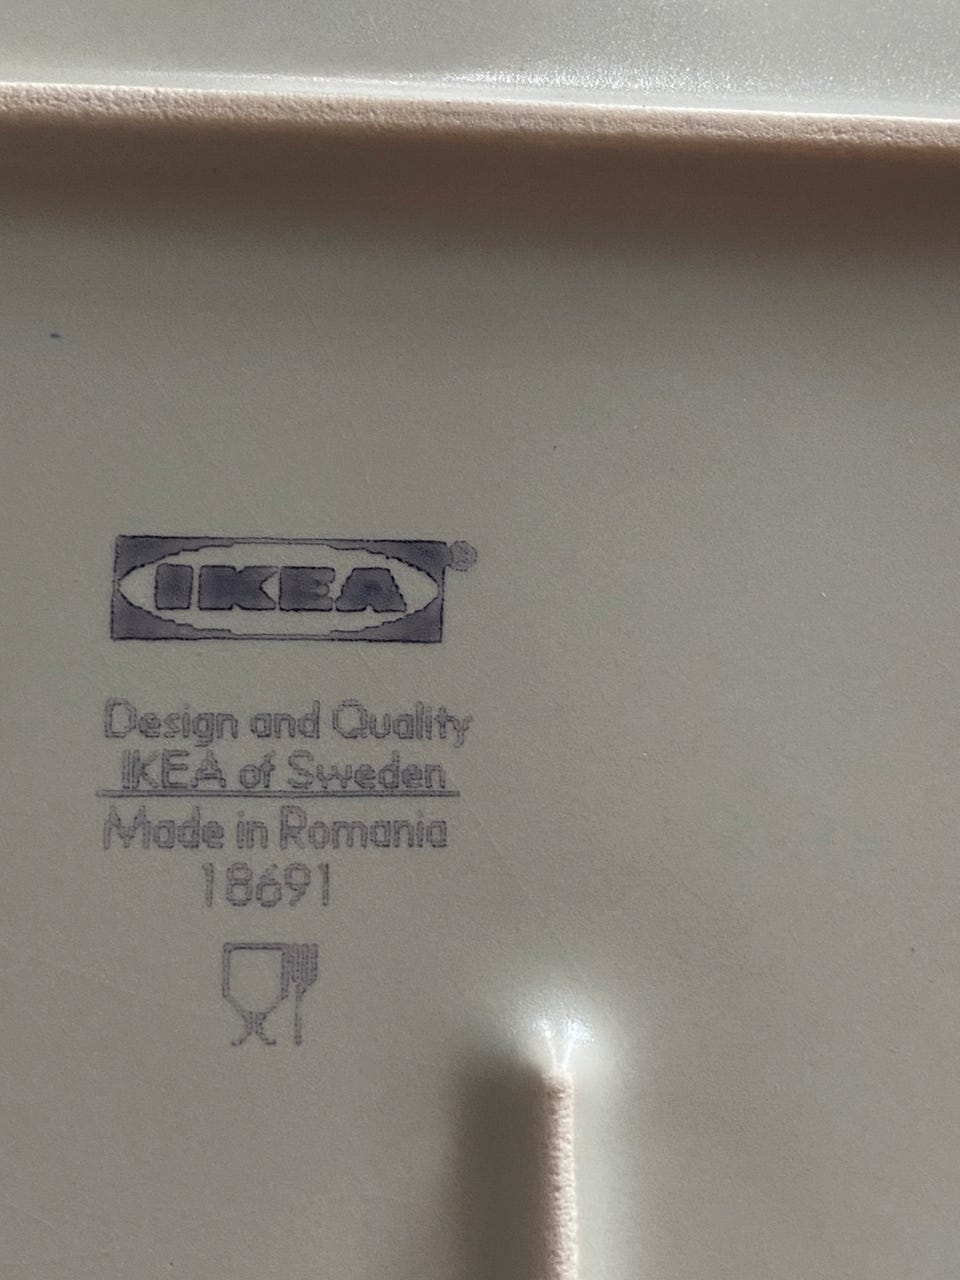 IKEA®
Design and Quality
IKEA of Sweden
Made in Romania
18691